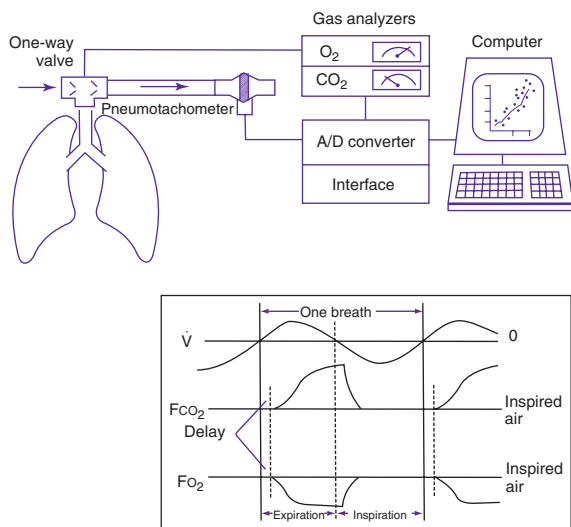 Gas analyzers
One-way
valve
O₂
CO₂
Computer
Pneumotachometer
A/D converter
Interface
One breath
V̇
0
FCO₂
Inspired
air
Delay
FO₂
Inspired
air
Expiration
Inspiration